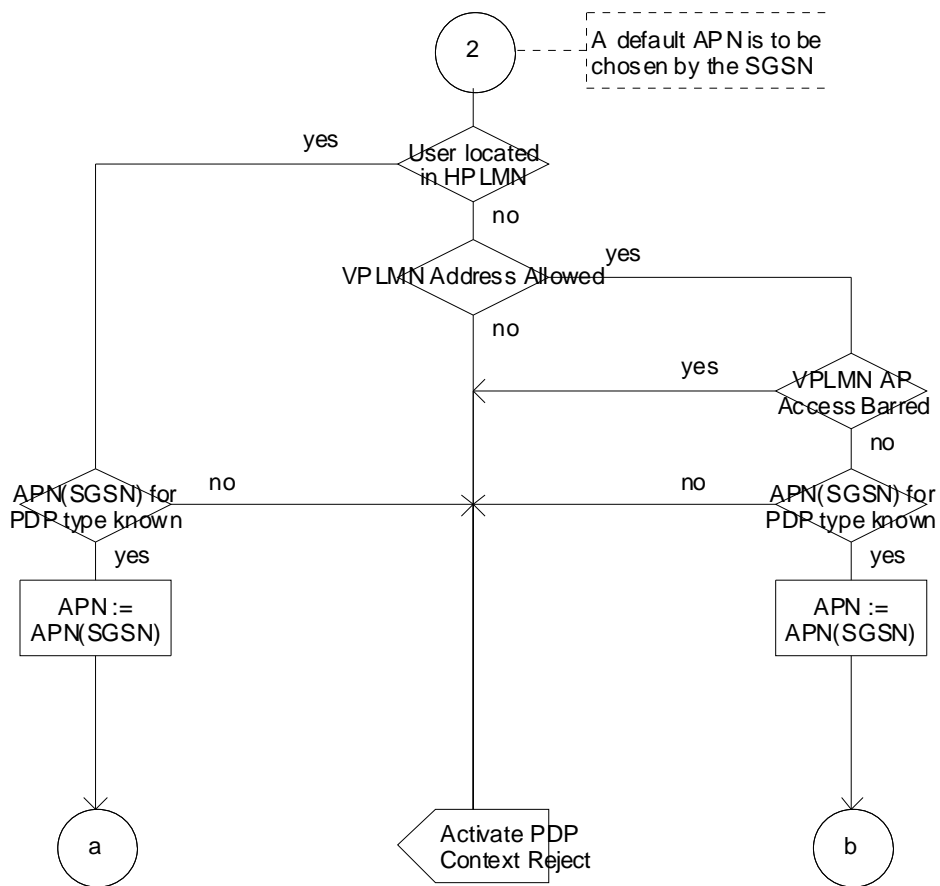 2
A default APN is to be
chosen by the SGSN
yes
User located
in HPLMN
no
VPLMN Address Allowed
yes
no
yes
VPLMN AP
Access Barred
no
APN(SGSN) for
PDP type known
no
no
APN(SGSN) for
PDP type known
yes
yes
APN :=
APN(SGSN)
APN :=
APN(SGSN)
a
Activate PDP
Context Reject
b